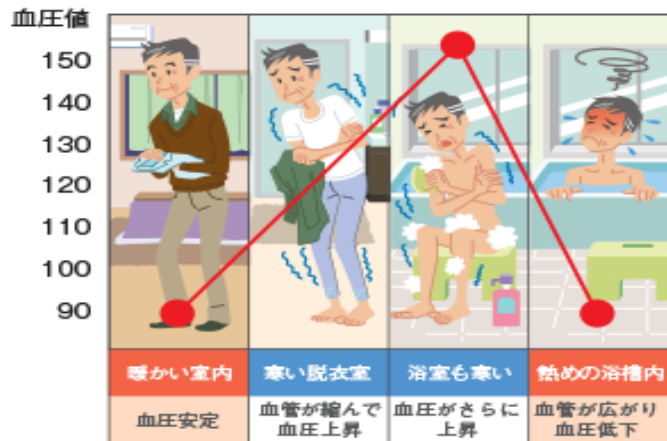 血圧値
150
140
130
120
110
100
90
暖かい室内
寒い脱衣室
浴室も寒い
熱めの浴槽内
血圧安定
血管が縮んで
血圧上昇
血圧がさらに
上昇
血管が広がり
血圧低下